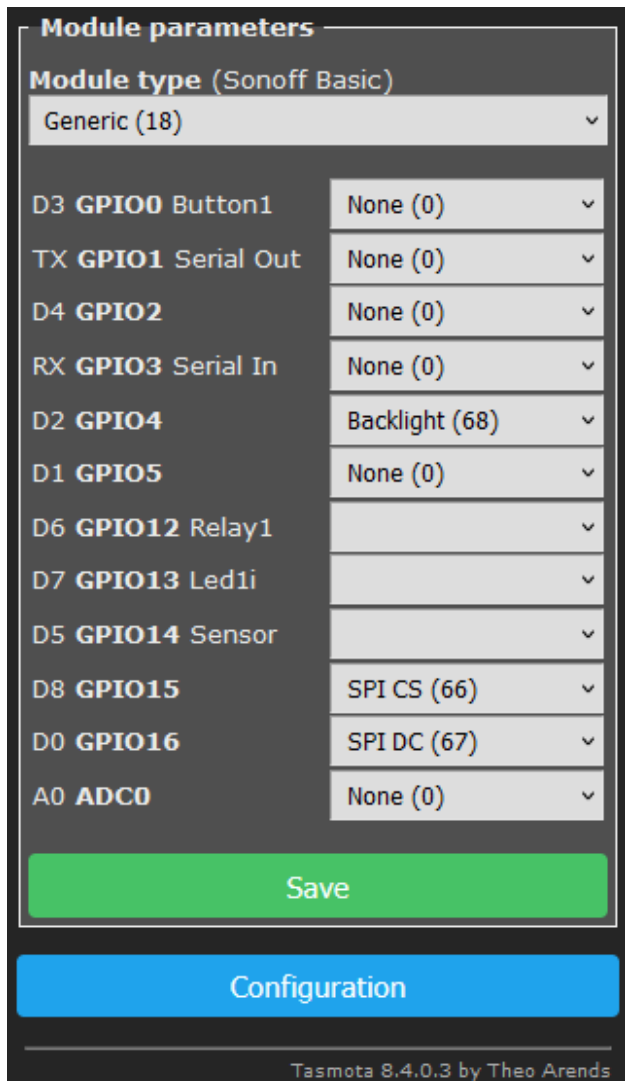 Module parameters
Module type (Sonoff Basic)
Generic (18)
D3 GPIO0 Button1 None (0)
TX GPIO1 Serial Out None (0)
D4 GPIO2 None (0)
RX GPIO3 Serial In None (0)
D2 GPIO4 Backlight (68)
D1 GPIO5 None (0)
D6 GPIO12 Relay1
D7 GPIO13 Led1i
D5 GPIO14 Sensor
D8 GPIO15 SPI CS (66)
D0 GPIO16 SPI DC (67)
A0 ADC0 None (0)
Save
Configuration
Tasmota 8.4.0.3 by Theo Arends